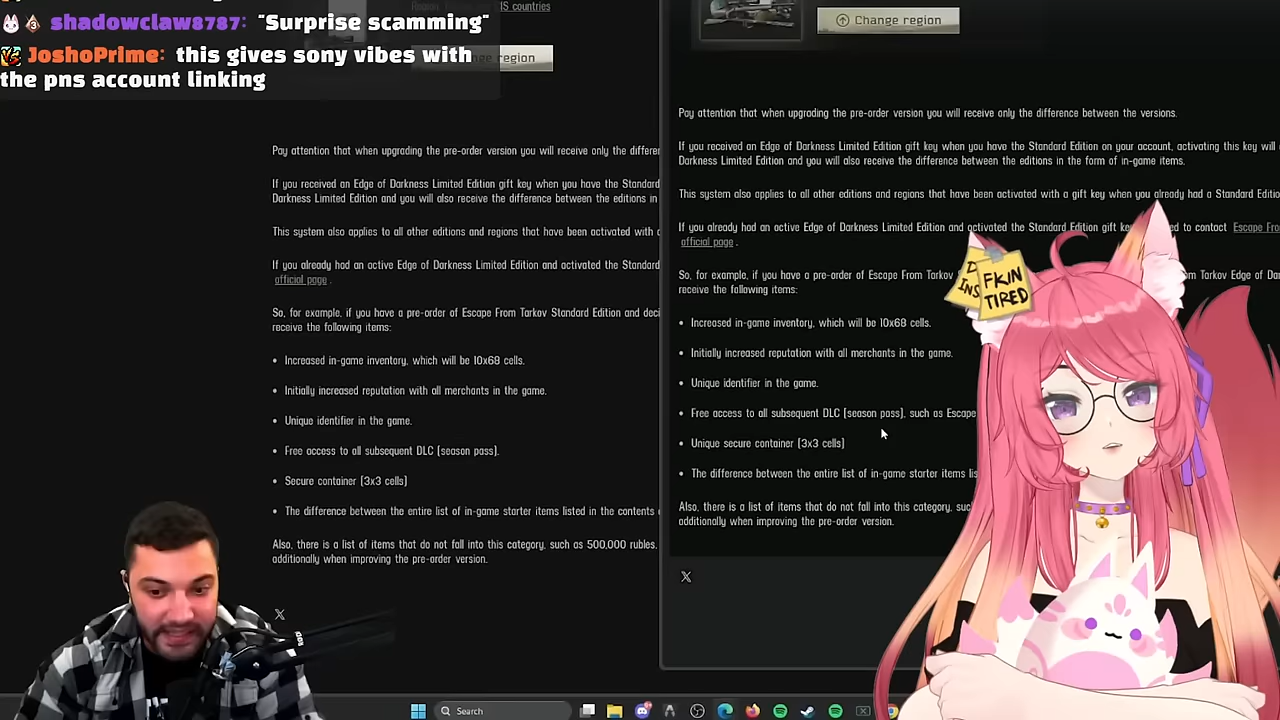 shadowclaw8787: "Surprise scamming"
JoshoPrime: this gives sony vibes with
the pns account linking
IS countries
region
Pay attention that when upgrading the pre-order version you will receive only the differe
If you received an Edge of Darkness Limited Edition gift key when you have the Standard
Darkness Limited Edition and you will also receive the difference between the editions in
This system also applies to all other editions and regions that have been activated with
If you already had an active Edge of Darkness Limited Edition and activated the Standard
official page .
So, for example, if you have a pre-order of Escape From Tarkov Standard Edition and deci
receive the following items:
• Increased in-game inventory, which will be 10x68 cells.
• Initially increased reputation with all merchants in the game.
• Unique identifier in the game.
• Free access to all subsequent DLC [season pass].
• Secure container [3x3 cells]
• The difference between the entire list of in-game starter items listed in the contents
Also, there is a list of items that do not fall into this category, such as 500,000 rubles.
additionally when improving the pre-order version.
Change region
Pay attention that when upgrading the pre-order version you will receive only the difference between the versions.
If you received an Edge of Darkness Limited Edition gift key when you have the Standard Edition on your account, activating this key will
Darkness Limited Edition and you will also receive the difference between the editions in the form of in-game items.
This system also applies to all other editions and regions that have been activated with a gift key when you already had a Standard Editio
If you already had an active Edge of Darkness Limited Edition and activated the Standard Edition gift key ed to contact Escape Fro
official page .
So, for example, if you have a pre-order of Escape From Tarkov m Tarkov Edge of Da
receive the following items:
• Increased in-game inventory, which will be 10x68 cells.
• Initially increased reputation with all merchants in the game.
• Unique identifier in the game.
• Free access to all subsequent DLC [season pass], such as Escape
• Unique secure container [3x3 cells]
• The difference between the entire list of in-game starter items lis
Also, there is a list of items that do not fall into this category, suc
additionally when improving the pre-order version.
FKIN
TIRED
D
INS
Search